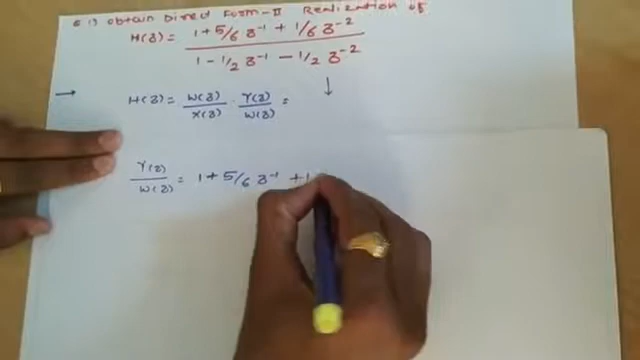 1) Obtain Direct Form-II Realization of
H(z) = 1 + 5/6 z⁻¹ + 1/6 z⁻² / 1 - 1/2 z⁻¹ - 1/2 z⁻²
→ H(z) = W(z)/X(z) · Y(z)/W(z) = ↓
Y(z)/W(z) = 1 + 5/6 z⁻¹ + 1